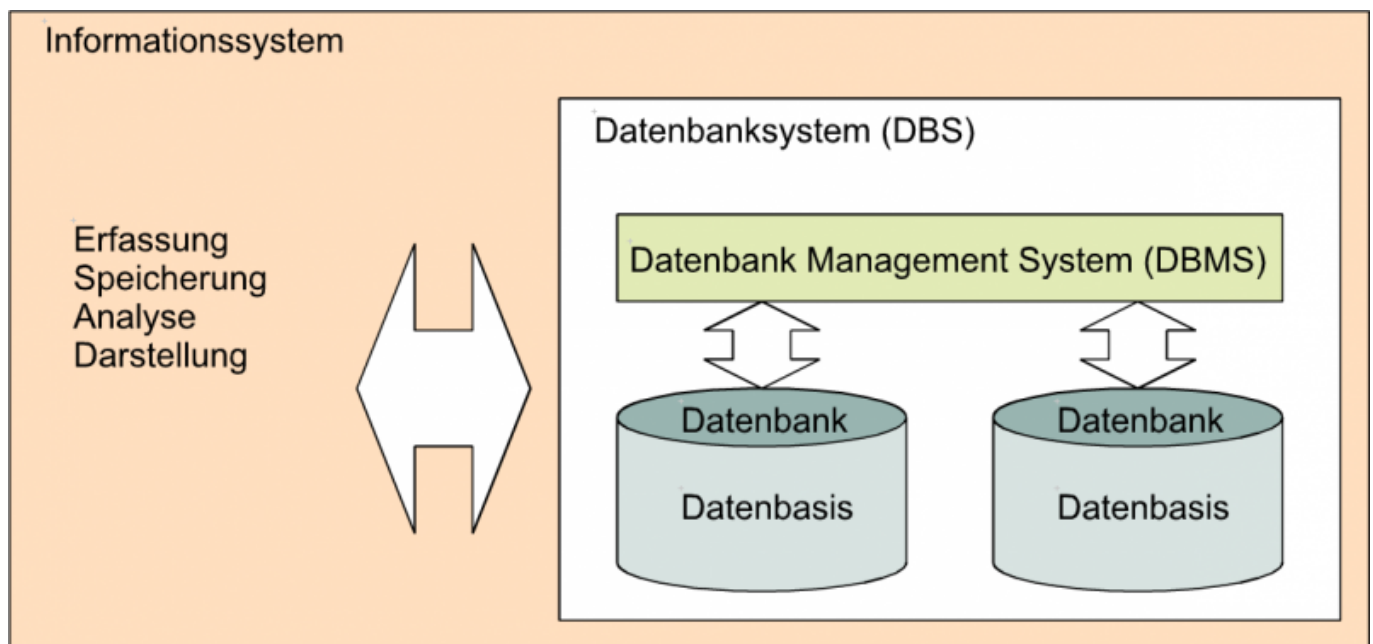 Informationssystem
Datenbanksystem (DBS)
Erfassung
Speicherung
Analyse
Darstellung
Datenbank Management System (DBMS)
Datenbank
Datenbasis
Datenbank
Datenbasis